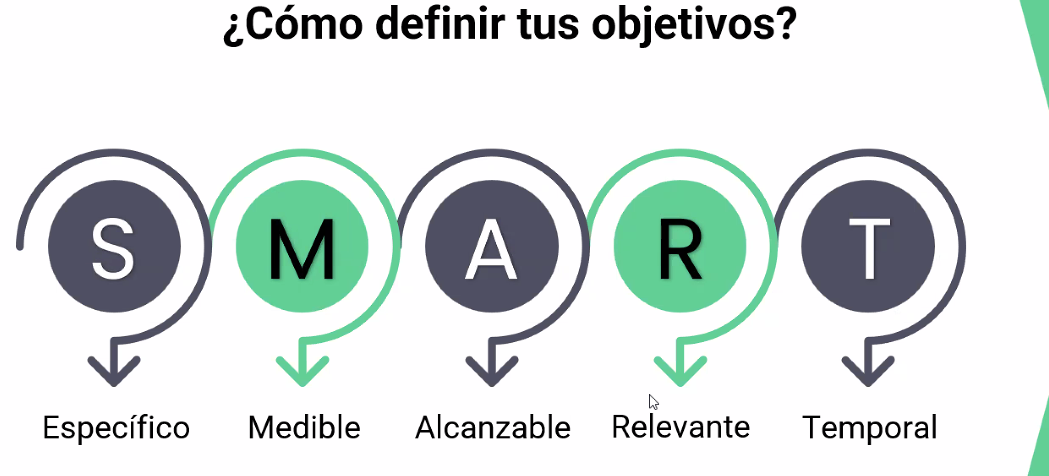 ¿Cómo definir tus objetivos?
S M A R T
Específico Medible Alcanzable Relevante Temporal